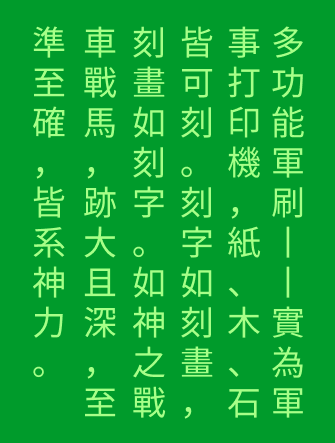 多功能軍刷——實為軍
事打印機，紙、木、石
皆可刻。刻字如刻畫，
刻畫如刻字。如神之戰
車戰馬，跡大且深，至
準至確，皆系神力。